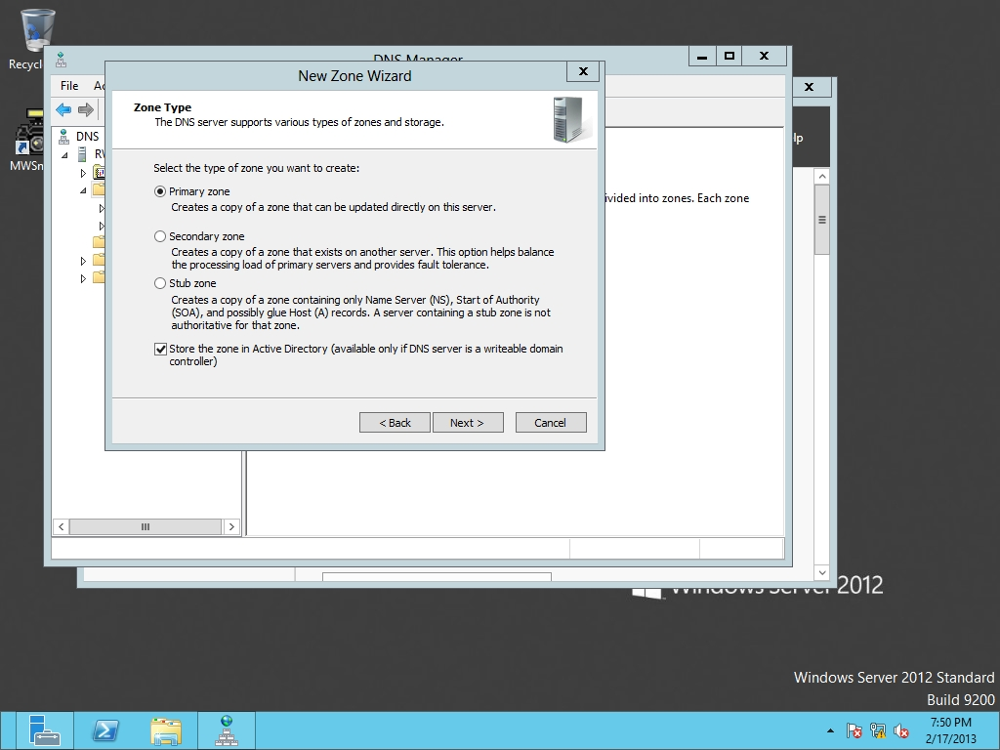 DNS Manager
New Zone Wizard
File
Zone Type
The DNS server supports various types of zones and storage.
DNS
Select the type of zone you want to create:
Primary zone
Creates a copy of a zone that can be updated directly on this server.
ivided into zones. Each zone
Secondary zone
Creates a copy of a zone that exists on another server. This option helps balance
the processing load of primary servers and provides fault tolerance.
Stub zone
Creates a copy of a zone containing only Name Server (NS), Start of Authority
(SOA), and possibly glue Host (A) records. A server containing a stub zone is not
authoritative for that zone.
Store the zone in Active Directory (available only if DNS server is a writeable domain
controller)
< Back
Next >
Cancel
Windows Server 2012
Windows Server 2012 Standard
Build 9200
7:50 PM
2/17/2013